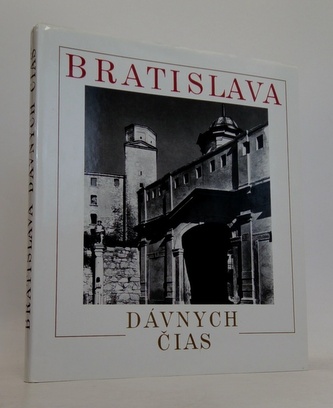 BRATISLAVA
DÁVNYCH
ČIAS
BRATISLAVA DÁVNYCH ČIAS